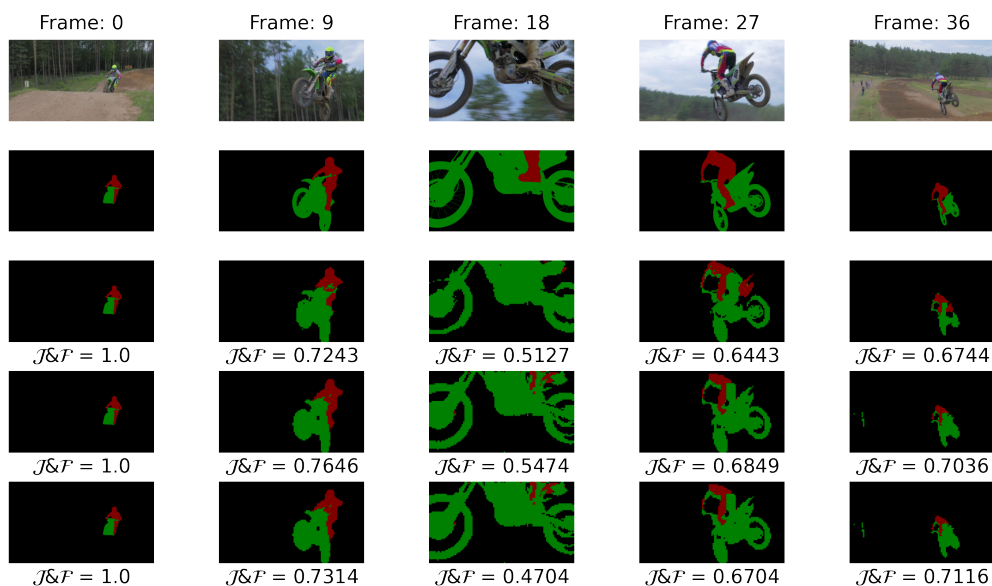 Frame: 0 Frame: 9 Frame: 18 Frame: 27 Frame: 36
𝒥&ℱ = 1.0 𝒥&ℱ = 0.7243 𝒥&ℱ = 0.5127 𝒥&ℱ = 0.6443 𝒥&ℱ = 0.6744
𝒥&ℱ = 1.0 𝒥&ℱ = 0.7646 𝒥&ℱ = 0.5474 𝒥&ℱ = 0.6849 𝒥&ℱ = 0.7036
𝒥&ℱ = 1.0 𝒥&ℱ = 0.7314 𝒥&ℱ = 0.4704 𝒥&ℱ = 0.6704 𝒥&ℱ = 0.7116